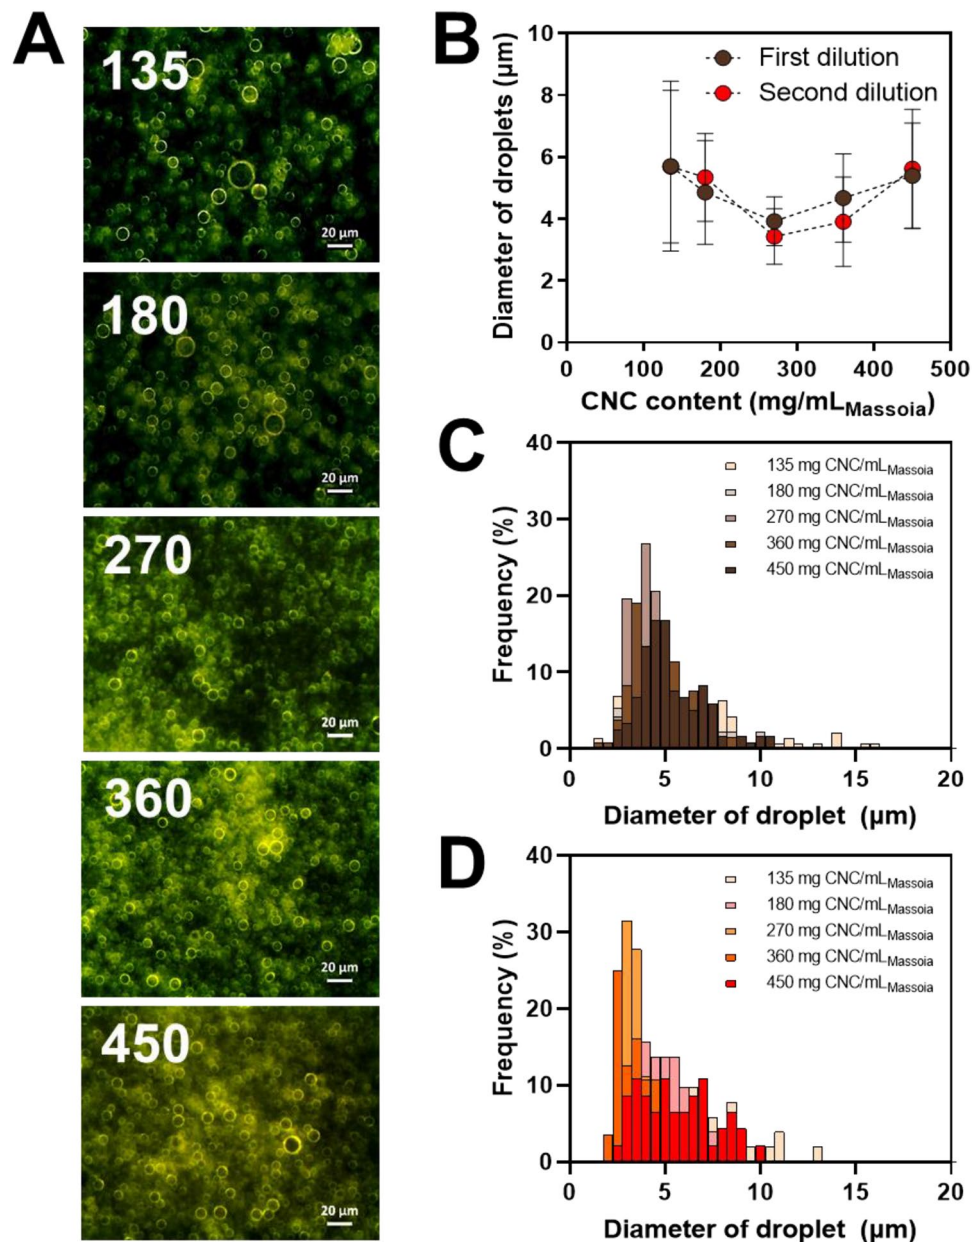 A
135
20 µm
180
20 µm
270
20 µm
360
20 µm
450
20 µm
B
Diameter of droplets (µm)
10
8
6
4
2
0
First dilution
Second dilution
0 100 200 300 400 500
CNC content (mg/mLMassoia)
C
Frequency (%)
40
30
20
10
0
135 mg CNC/mLMassoia
180 mg CNC/mLMassoia
270 mg CNC/mLMassoia
360 mg CNC/mLMassoia
450 mg CNC/mLMassoia
0 5 10 15 20
Diameter of droplet (µm)
D
Frequency (%)
40
30
20
10
0
135 mg CNC/mLMassoia
180 mg CNC/mLMassoia
270 mg CNC/mLMassoia
360 mg CNC/mLMassoia
450 mg CNC/mLMassoia
0 5 10 15 20
Diameter of droplet (µm)